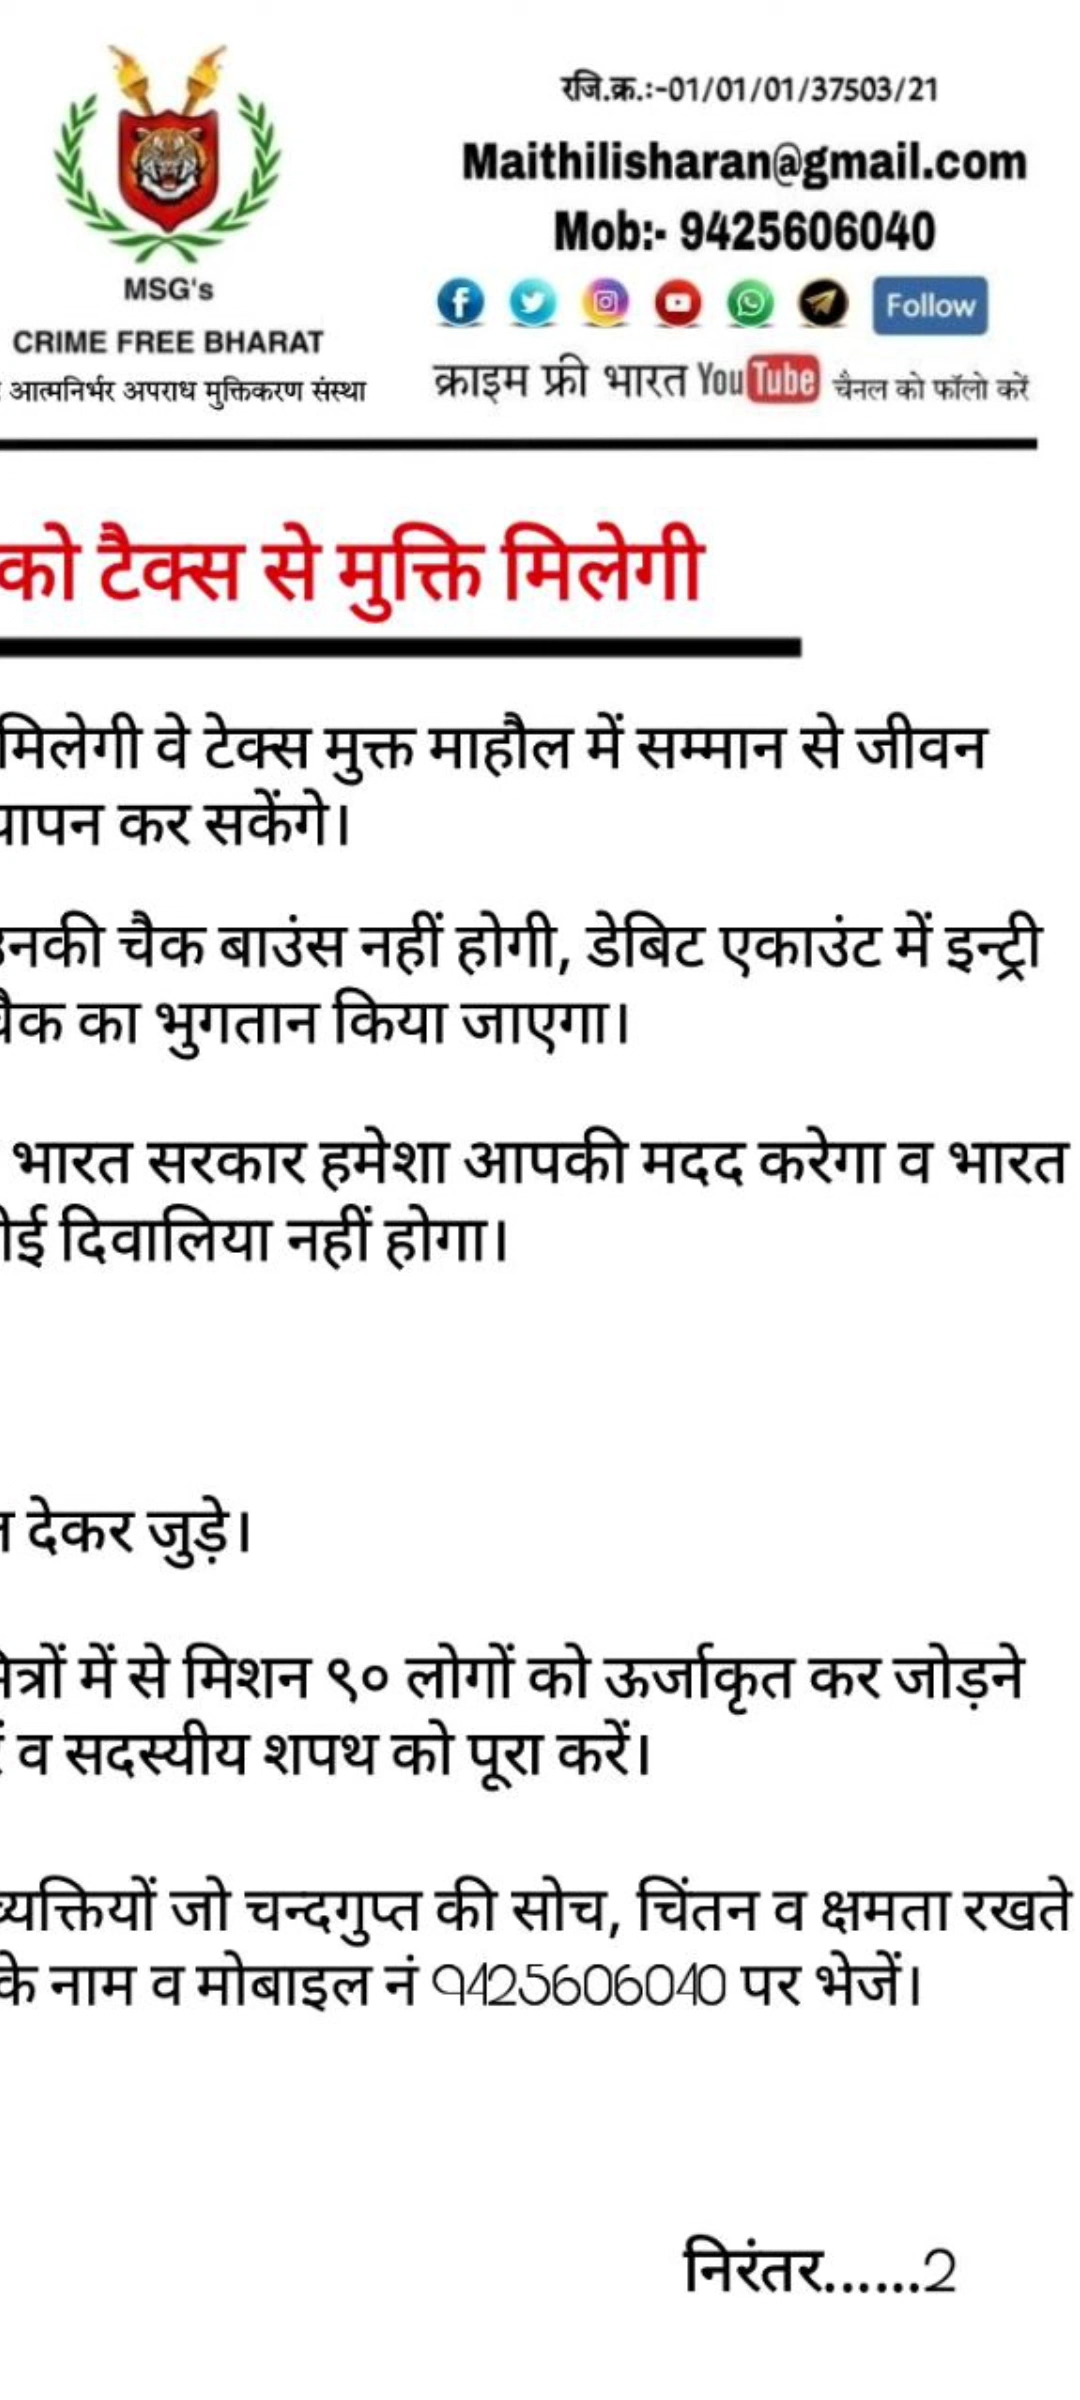 रजि.क्र.:-01/01/01/37503/21
Maithilisharan@gmail.com
Mob:- 9425606040
MSG's
Follow
CRIME FREE BHARAT
आत्मनिर्भर अपराध मुक्तिकरण संस्था
क्राइम फ्री भारत YouTube चैनल को फॉलो करें
को टैक्स से मुक्ति मिलेगी
मिलेगी वे टेक्स मुक्त माहौल में सम्मान से जीवन
यापन कर सकेंगे।
चैक बाउंस नहीं होगी, डेबिट एकाउंट में इन्ट्री
का भुगतान किया जाएगा।
भारत सरकार हमेशा आपकी मदद करेगा व भारत
दिवालिया नहीं होगा।
देकर जुड़े।
में से मिशन ९० लोगों को ऊर्जाकृत कर जोड़ने
व सदस्यीय शपथ को पूरा करें।
व्यक्तियों जो चन्दगुप्त की सोच, चिंतन व क्षमता रखते
के नाम व मोबाइल नं 9425606040 पर भेजें।
निरंतर......2